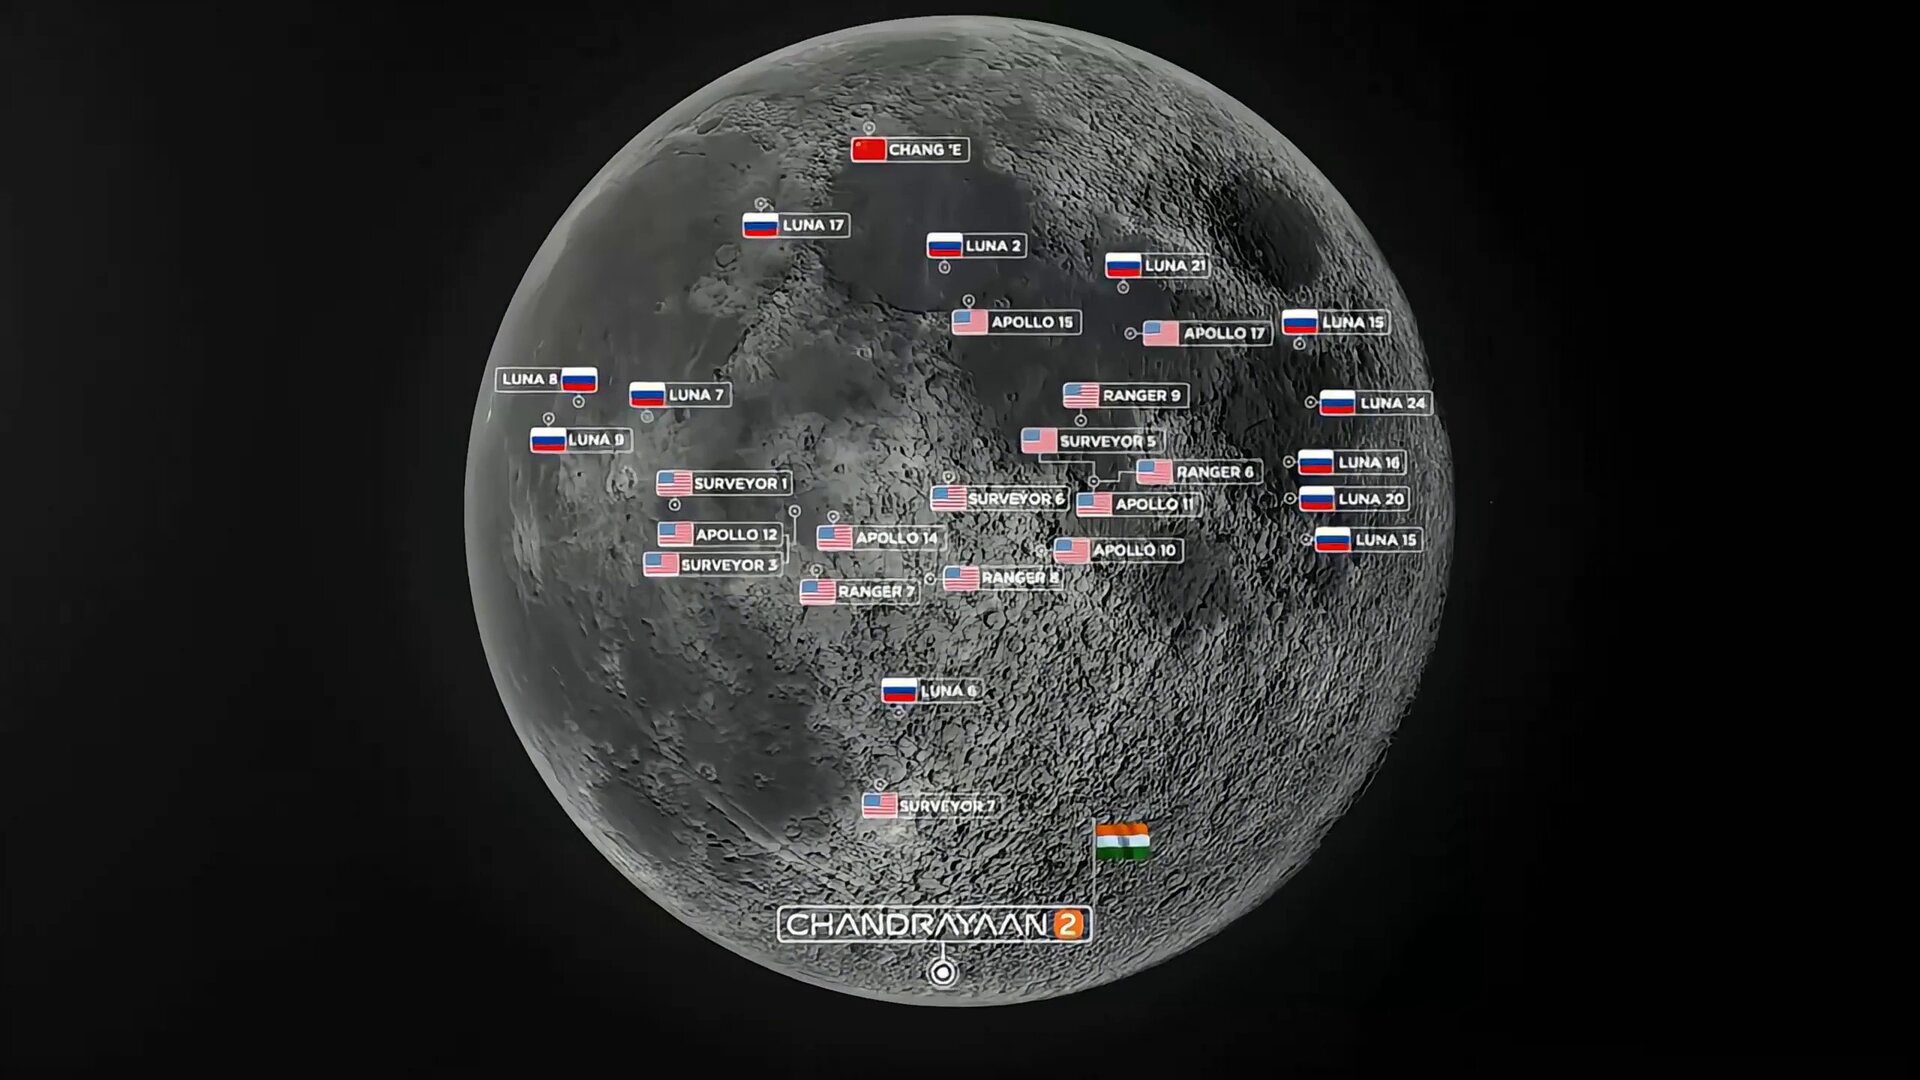 CHANG 'E
LUNA 17
LUNA 2
LUNA 21
APOLLO 15
APOLLO 17
LUNA 15
LUNA 8
LUNA 7
RANGER 9
LUNA 24
LUNA 9
SURVEYOR 5
LUNA 16
RANGER 6
SURVEYOR 1
SURVEYOR 6
APOLLO 11
LUNA 20
APOLLO 12
APOLLO 14
LUNA 15
APOLLO 10
SURVEYOR 3
RANGER 8
RANGER 7
LUNA 6
SURVEYOR 7
CHANDRAYAAN 2